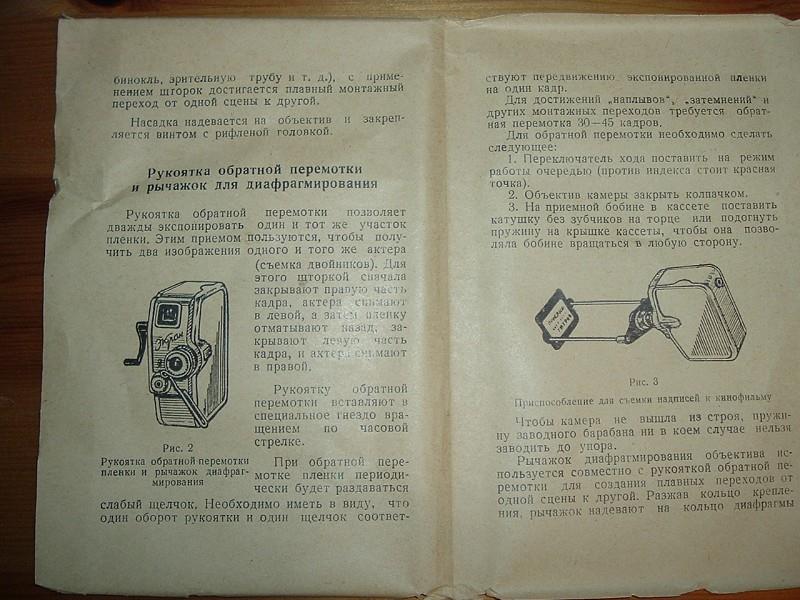 бинокль, зрительную трубу и т. д.), с приме-
нением шторок достигается плавный монтажный
переход от одной сцены к другой.
Насадка надевается на объектив и закреп-
ляется винтом с рифленой головкой.
Рукоятка обратной перемотки
и рычажок для диафрагмирования
Рукоятка обратной перемотки позволяет
дважды экспонировать один и тот же участок
пленки. Этим приемом пользуются, чтобы полу-
чить два изображения одного и того же актера
(съемка двойников). Для
этого шторкой сначала
закрывают правую часть
кадра, актера снимают
в левой, а затем пленку
отматывают назад, за-
крывают левую часть
кадра, и актера снимают
в правой.
Рукоятку обратной
перемотки вставляют в
специальное гнездо вра-
щением по часовой
стрелке.
Рис. 2
Рукоятка обратной перемотки
пленки и рычажок диафраг-
мирования
При обратной пере-
мотке пленки периоди-
чески будет раздаваться
слабый щелчок. Необходимо иметь в виду, что
один оборот рукоятки и один щелчок соответ-
ствуют передвижению экспонированной пленки
на один кадр.
Для достижений „наплывов“, „затемнений“ и
других монтажных переходов требуется обрат-
ная перемотка 30—45 кадров.
Для обратной перемотки необходимо сделать
следующее:
1. Переключатель хода поставить на режим
работы очередью (против индекса стоит красная
точка).
2. Объектив камеры закрыть колпачком.
3. На приемной бобине в кассете поставить
катушку без зубчиков на торце или подогнуть
пружину на крышке кассеты, чтобы она позво-
ляла бобине вращаться в любую сторону.
Рис. 3
Приспособление для съемки надписей к кинофильму
Чтобы камера не вышла из строя, пружи-
ну заводного барабана ни в коем случае нельзя
заводить до упора.
Рычажок диафрагмирования объектива ис-
пользуется совместно с рукояткой обратной пе-
ремотки для создания плавных переходов от
одной сцены к другой. Разжав кольцо крепле-
ния, рычажок надевают на кольцо диафрагмы